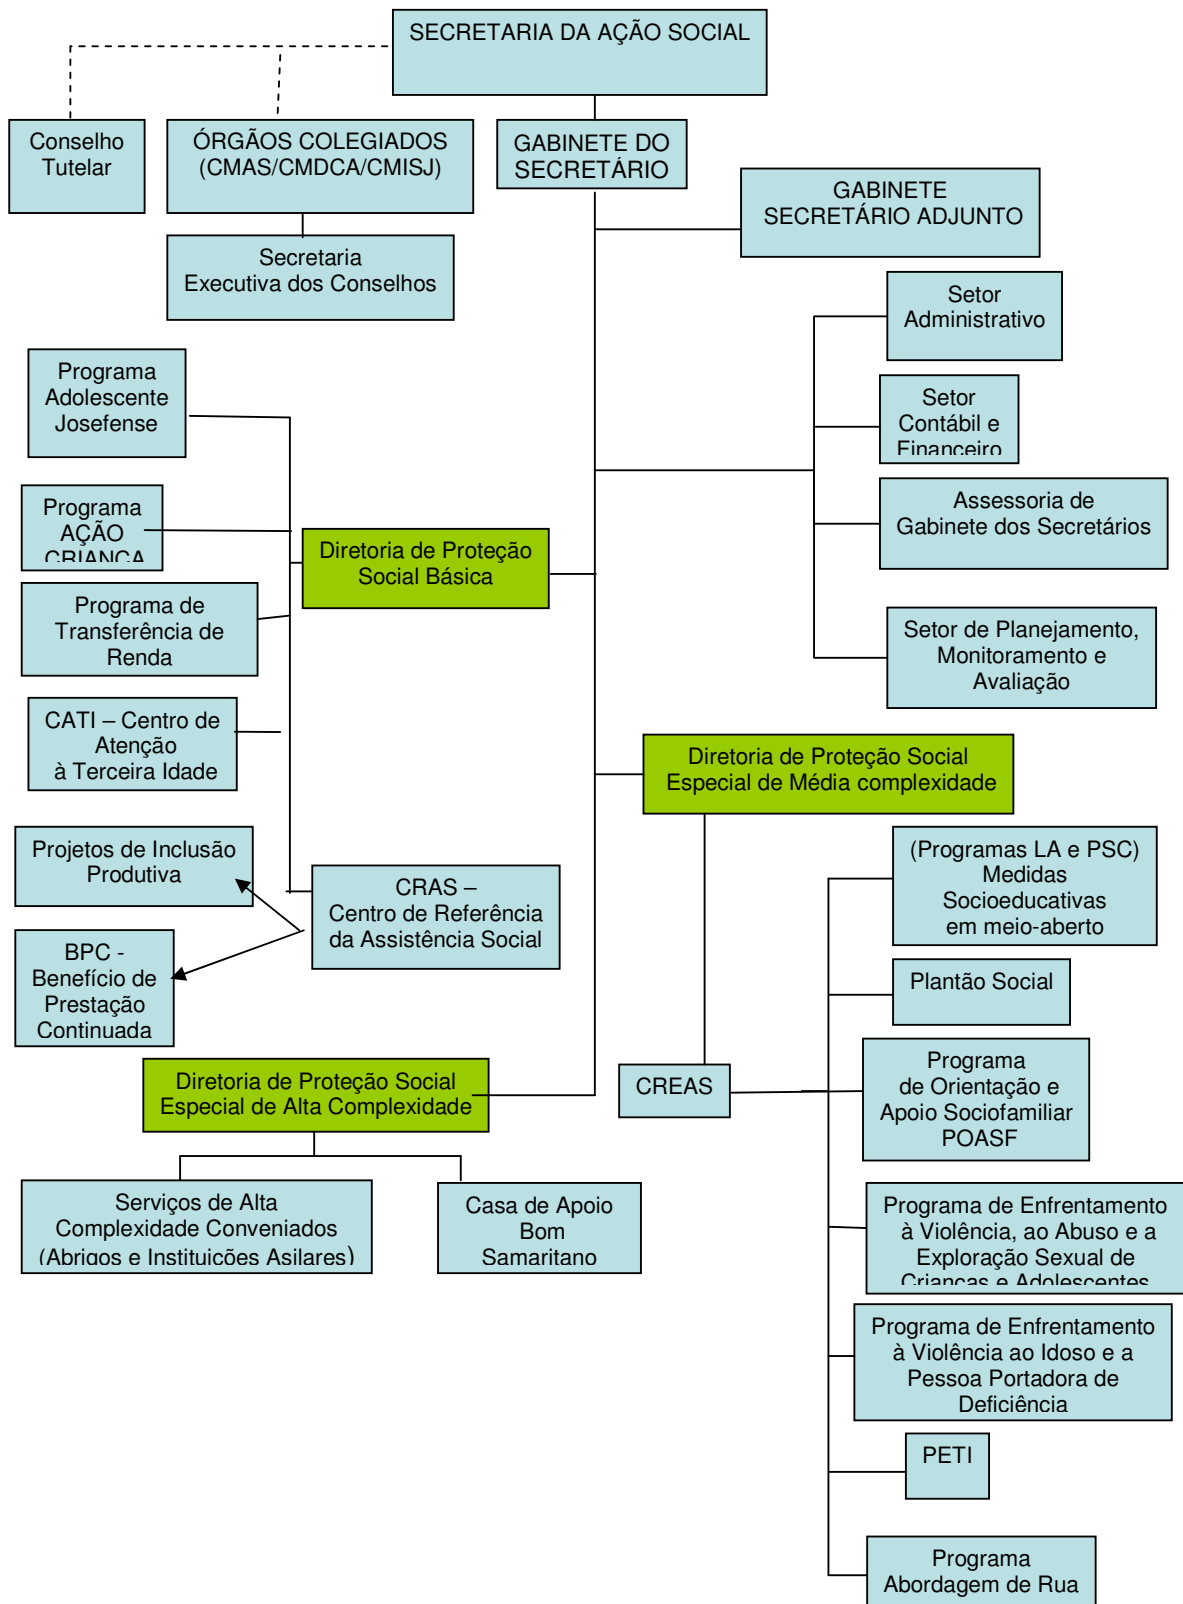 SECRETARIA DA AÇÃO SOCIAL
Conselho
Tutelar
ÓRGÃOS COLEGIADOS
(CMAS/CMDCA/CMISJ)
GABINETE DO
SECRETÁRIO
GABINETE
SECRETÁRIO ADJUNTO
Secretaria
Executiva dos Conselhos
Setor
Administrativo
Setor
Contábil e
Financeiro
Assessoria de
Gabinete dos Secretários
Setor de Planejamento,
Monitoramento e
Avaliação
Programa
Adolescente
Josefense
Programa
AÇÃO
CRIANÇA
Diretoria de Proteção
Social Básica
Programa de
Transferência de
Renda
CATI – Centro de
Atenção
à Terceira Idade
Projetos de Inclusão
Produtiva
CRAS –
Centro de Referência
da Assistência Social
BPC -
Benefício de
Prestação
Continuada
Diretoria de Proteção Social
Especial de Média complexidade
(Programas LA e PSC)
Medidas
Socioeducativas
em meio-aberto
Plantão Social
CREAS
Programa
de Orientação e
Apoio Sociofamiliar
POASF
Diretoria de Proteção Social
Especial de Alta Complexidade
Serviços de Alta
Complexidade Conveniados
(Abrigos e Instituições Asilares)
Casa de Apoio
Bom
Samaritano
Programa de Enfrentamento
à Violência, ao Abuso e a
Exploração Sexual de
Crianças e Adolescentes
Programa de Enfrentamento
à Violência ao Idoso e a
Pessoa Portadora de
Deficiência
PETI
Programa
Abordagem de Rua